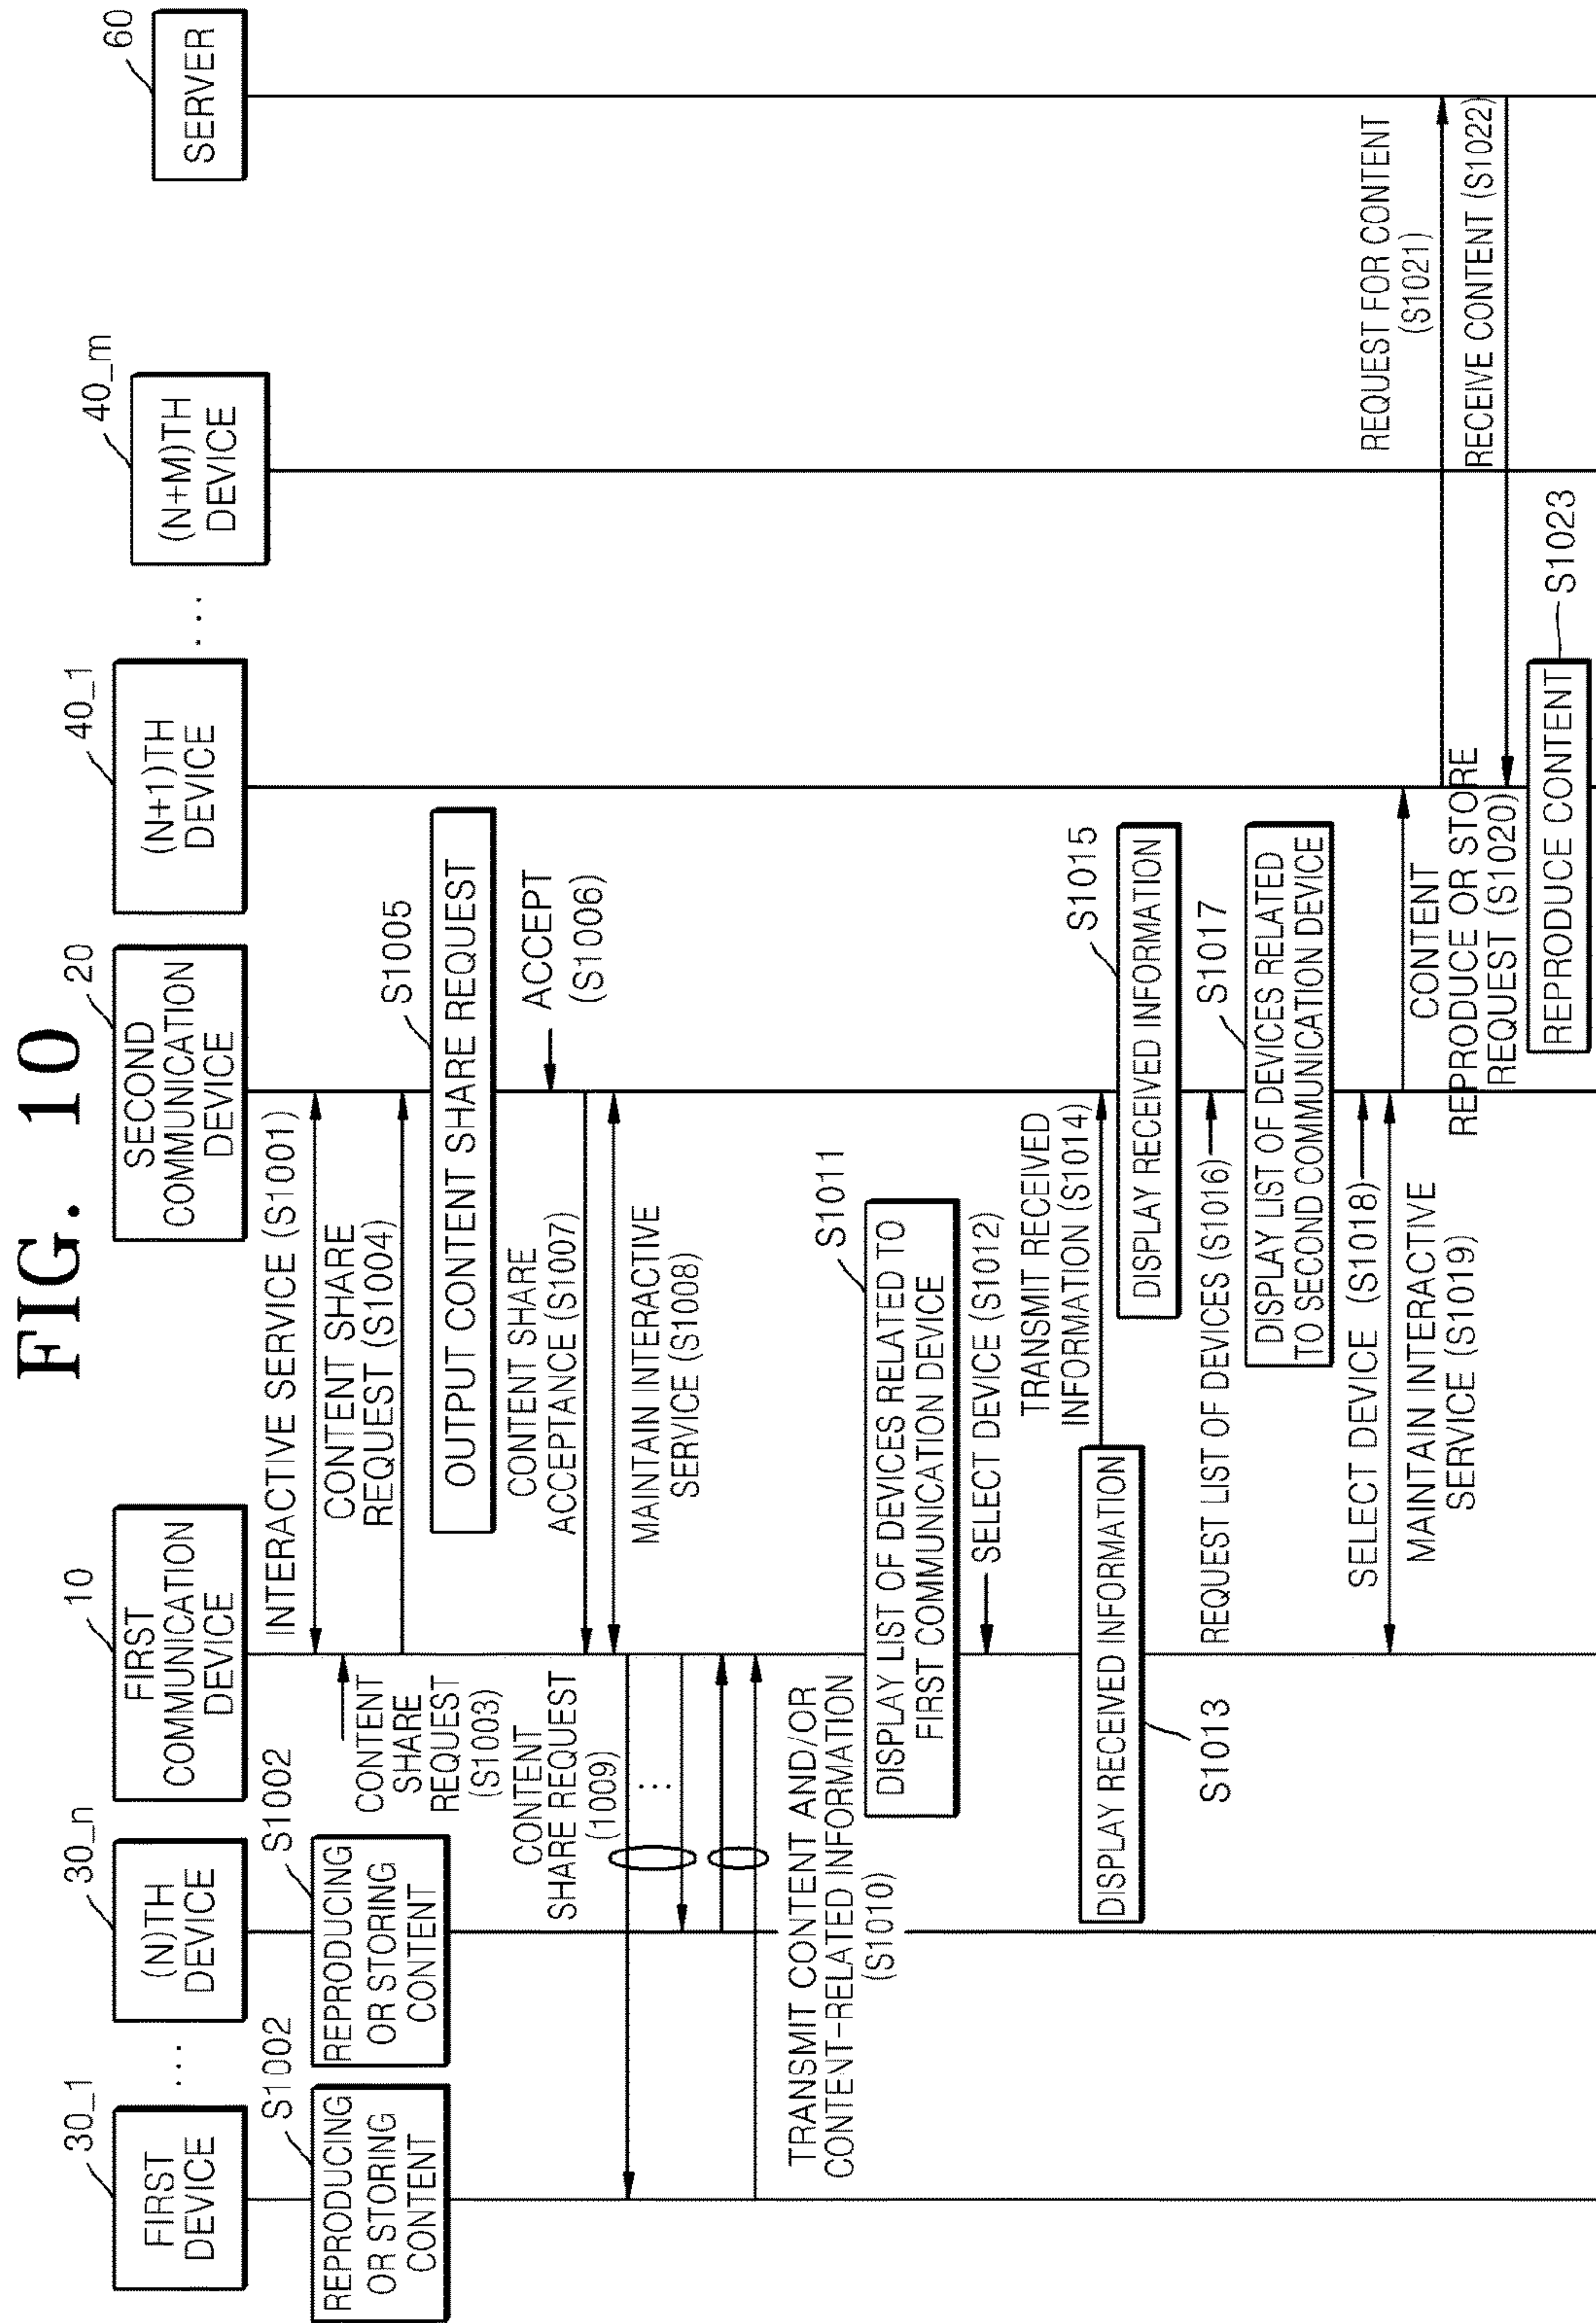 FIG. 10
30_1
30_n
10
20
40_1
40_m
60
FIRST
DEVICE
...
(N)TH
DEVICE
FIRST
COMMUNICATION
DEVICE
SECOND
COMMUNICATION
DEVICE
(N+1)TH
DEVICE
...
(N+M)TH
DEVICE
SERVER
S1002
S1002
INTERACTIVE SERVICE (S1001)
REPRODUCING
OR STORING
CONTENT
REPRODUCING
OR STORING
CONTENT
CONTENT
SHARE
REQUEST
(S1003)
CONTENT SHARE
REQUEST (S1004)
S1005
OUTPUT CONTENT SHARE REQUEST
ACCEPT
(S1006)
CONTENT SHARE
ACCEPTANCE (S1007)
MAINTAIN INTERACTIVE
SERVICE (S1008)
CONTENT
SHARE REQUEST
(1009)
...
TRANSMIT CONTENT AND/OR
CONTENT-RELATED INFORMATION
(S1010)
S1011
DISPLAY LIST OF DEVICES RELATED TO
FIRST COMMUNICATION DEVICE
SELECT DEVICE (S1012)
DISPLAY RECEIVED INFORMATION
S1013
TRANSMIT RECEIVED
INFORMATION (S1014)
S1015
DISPLAY RECEIVED INFORMATION
REQUEST LIST OF DEVICES (S1016)
S1017
DISPLAY LIST OF DEVICES RELATED
TO SECOND COMMUNICATION DEVICE
SELECT DEVICE (S1018)
MAINTAIN INTERACTIVE
SERVICE (S1019)
CONTENT
REPRODUCE OR STORE
REQUEST (S1020)
REQUEST FOR CONTENT
(S1021)
RECEIVE CONTENT (S1022)
REPRODUCE CONTENT
S1023